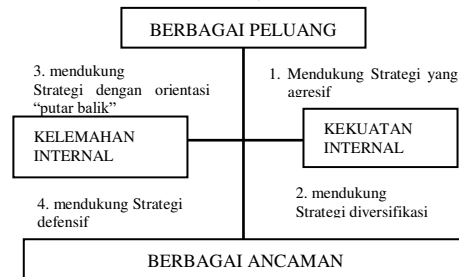 BERBAGAI PELUANG
3. mendukung
Strategi dengan orientasi
“putar balik”
1. Mendukung Strategi yang
agresif
KELEMAHAN
INTERNAL
KEKUATAN
INTERNAL
4. mendukung Strategi
defensif
2. mendukung
Strategi diversifikasi
BERBAGAI ANCAMAN